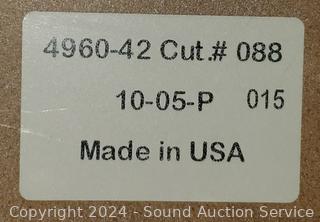 4960-42 Cut.# 088
10-05-P 015
Made in USA
Copyright 2024 - Sound Auction Service